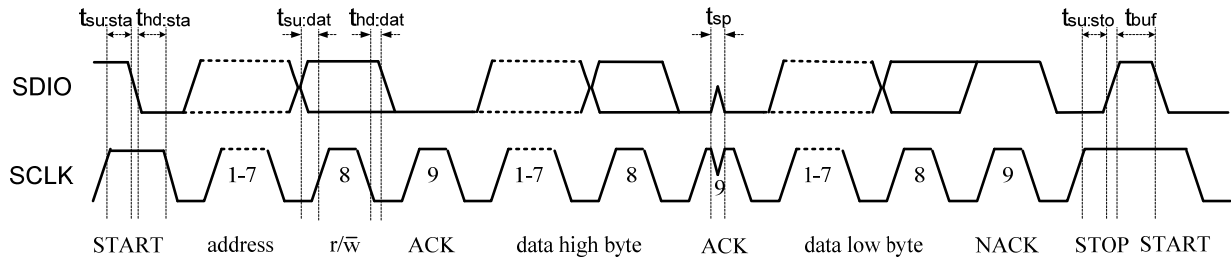 tsu:sta thd:sta tsu:dat thd:dat tsp tsu:sto tbuf
SDIO
SCLK 1-7 8 9 1-7 8 9 1-7 8 9
START address r/w̅ ACK data high byte ACK data low byte NACK STOP START